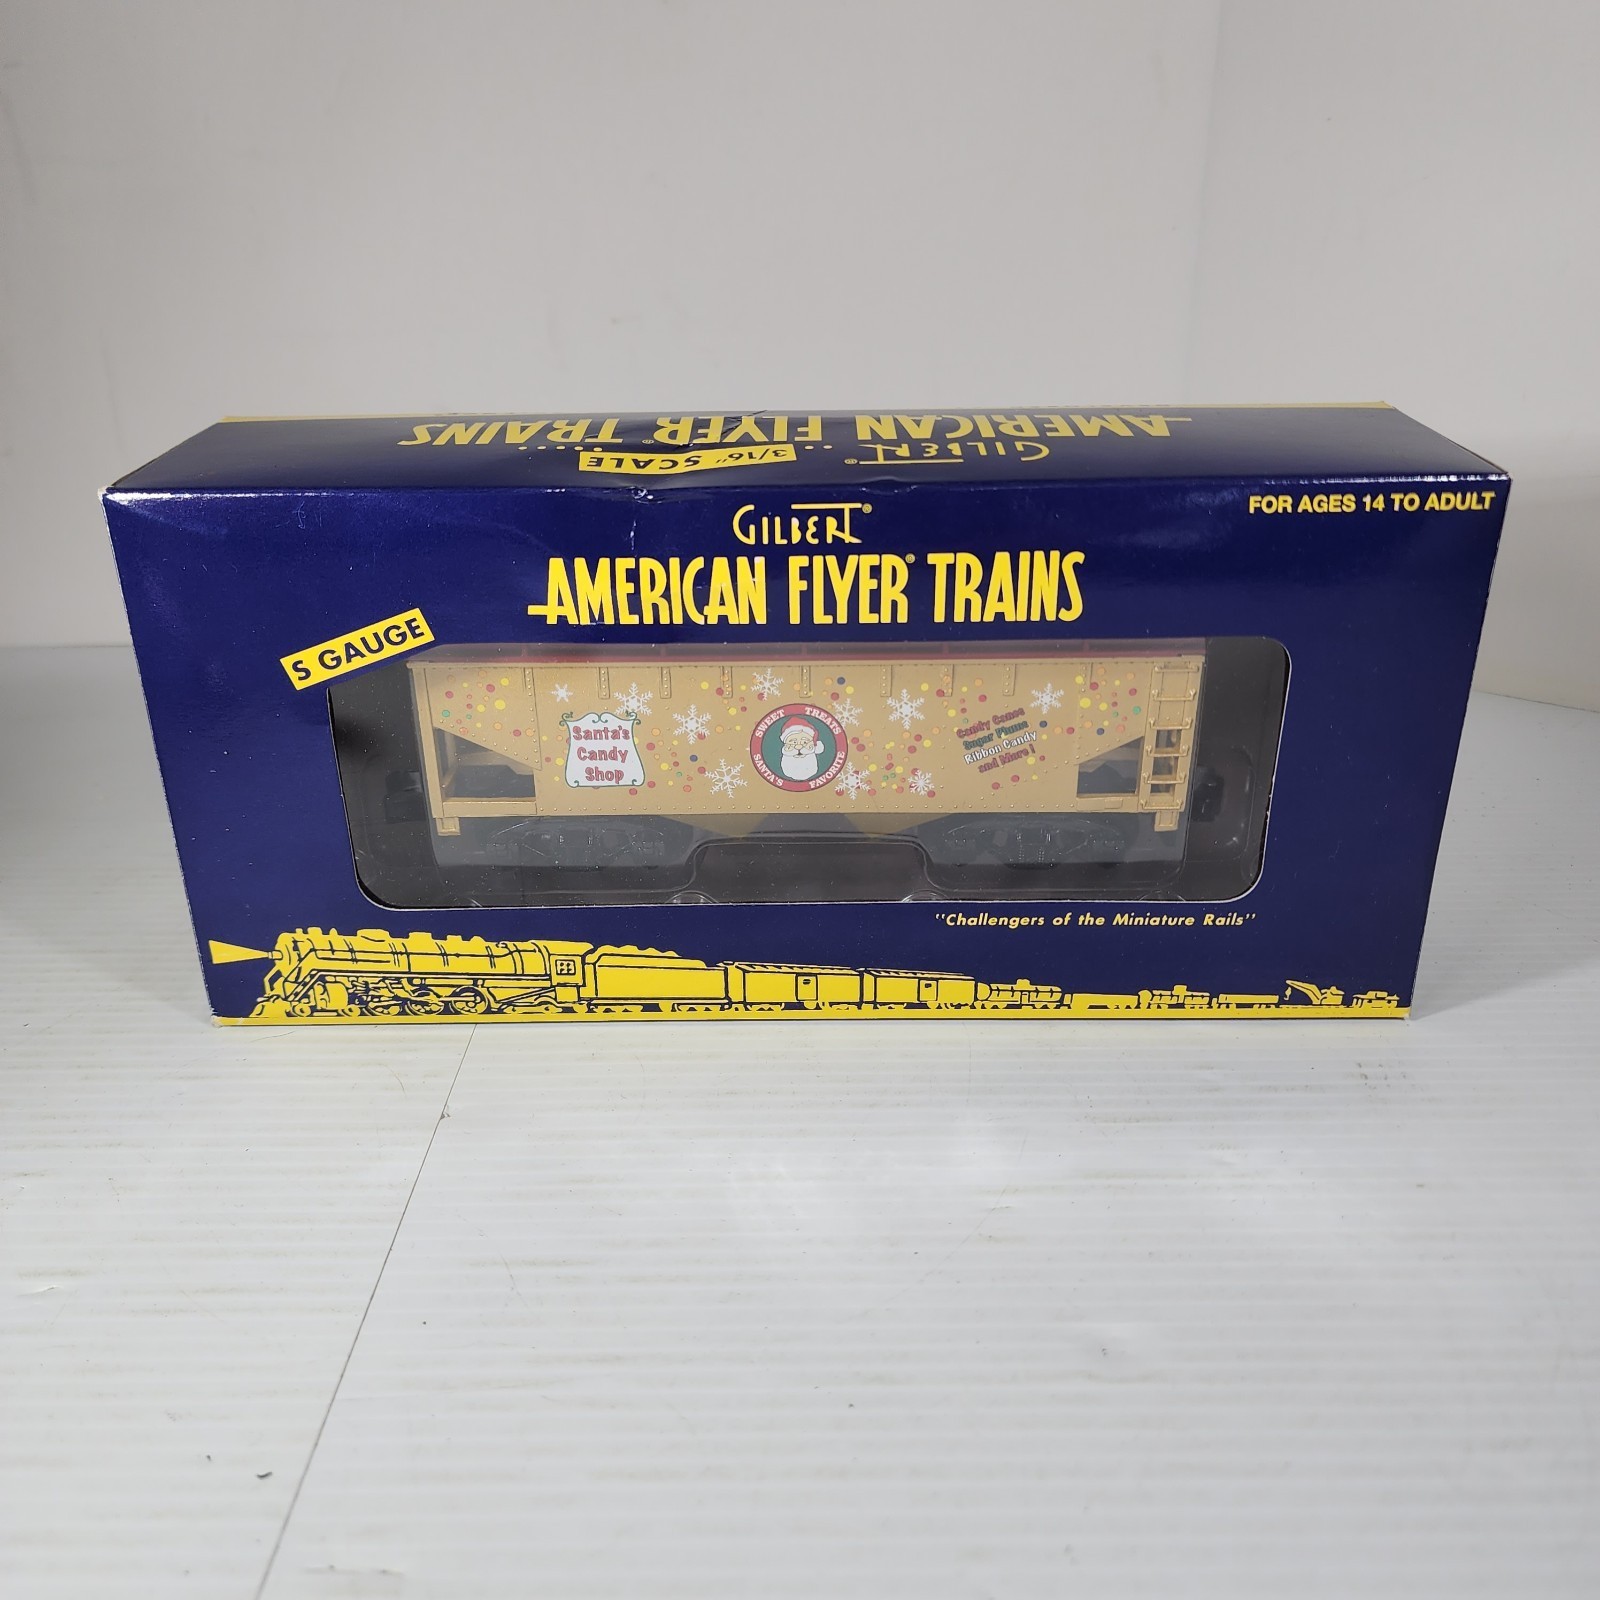 AMERICAN FLYER® TRAINS
GILBERT®
3/16" SCALE
FOR AGES 14 TO ADULT
GILBERT®
AMERICAN FLYER® TRAINS
S GAUGE
Santa's
Candy
Shop
SWEET TREATS
SANTA'S FAVORITE
Candy Canes
Sugar Plums
Ribbon Candy
and More!
"Challengers of the Miniature Rails"